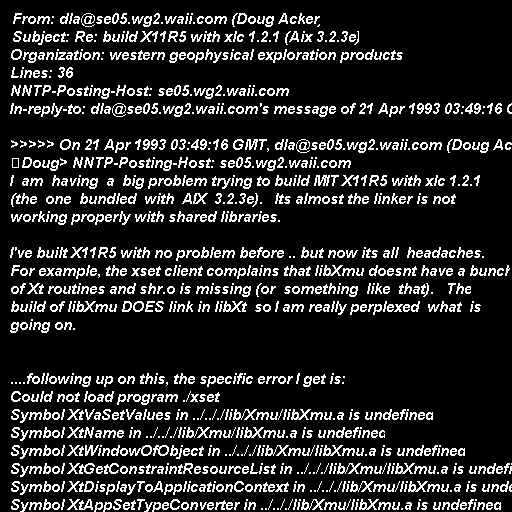 From: dla@se05.wg2.waii.com (Doug Acker
Subject: Re: build X11R5 with xlc 1.2.1 (Aix 3.2.3e)
Organization: western geophysical exploration products
Lines: 36
NNTP-Posting-Host: se05.wg2.waii.com
In-reply-to: dla@se05.wg2.waii.com's message of 21 Apr 1993 03:49:16 G
>>>>> On 21 Apr 1993 03:49:16 GMT, dla@se05.wg2.waii.com (Doug Ac
Doug> NNTP-Posting-Host: se05.wg2.waii.com
I am having a big problem trying to build MIT X11R5 with xlc 1.2.1
(the one bundled with AIX 3.2.3e). Its almost the linker is not
working properly with shared libraries.
I've built X11R5 with no problem before .. but now its all headaches.
For example, the xset client complains that libXmu doesnt have a bunch
of Xt routines and shr.o is missing (or something like that). The
build of libXmu DOES link in libXt so I am really perplexed what is
going on.
....following up on this, the specific error I get is:
Could not load program ./xset
Symbol XtVaSetValues in ../.././lib/Xmu/libXmu.a is undefined
Symbol XtName in ../.././lib/Xmu/libXmu.a is undefined
Symbol XtWindowOfObject in ../.././lib/Xmu/libXmu.a is undefined
Symbol XtGetConstraintResourceList in ../.././lib/Xmu/libXmu.a is undefi
Symbol XtDisplayToApplicationContext in ../.././lib/Xmu/libXmu.a is unde
Symbol XtAppSetTypeConverter in ../.././lib/Xmu/libXmu.a is undefined